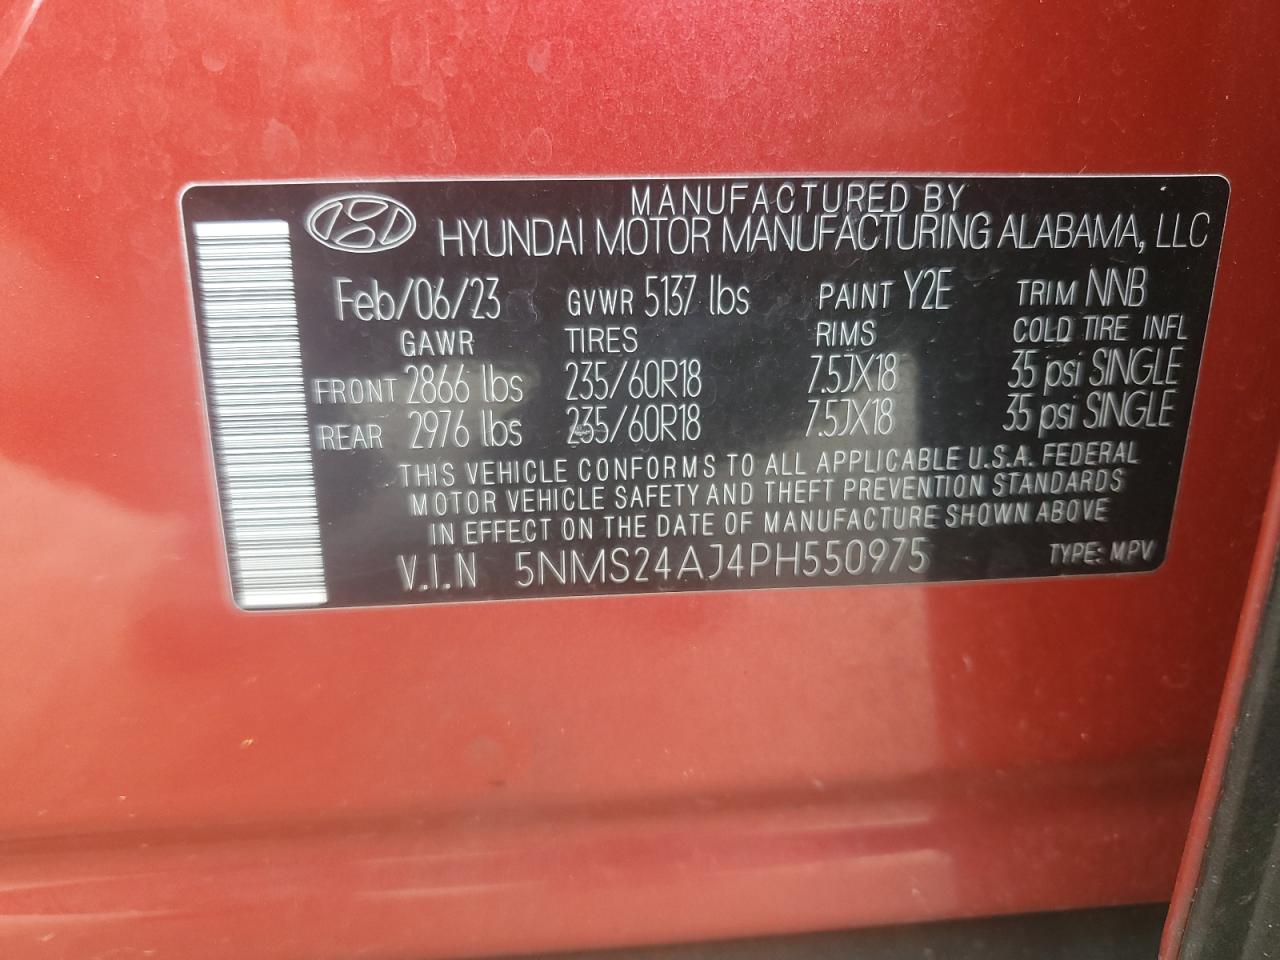 MANUFACTURED BY
HYUNDAI MOTOR MANUFACTURING ALABAMA, LLC
Feb/06/23 GVWR 5137 lbs PAINT Y2E TRIM NNB
GAWR TIRES RIMS COLD TIRE INFL
FRONT 2866 lbs 235/60R18 7.5JX18 35 psi SINGLE
REAR 2976 lbs 235/60R18 7.5JX18 35 psi SINGLE
THIS VEHICLE CONFORMS TO ALL APPLICABLE U.S.A. FEDERAL
MOTOR VEHICLE SAFETY AND THEFT PREVENTION STANDARDS
IN EFFECT ON THE DATE OF MANUFACTURE SHOWN ABOVE
V.I.N 5NMS24AJ4PH550975 TYPE: MPV